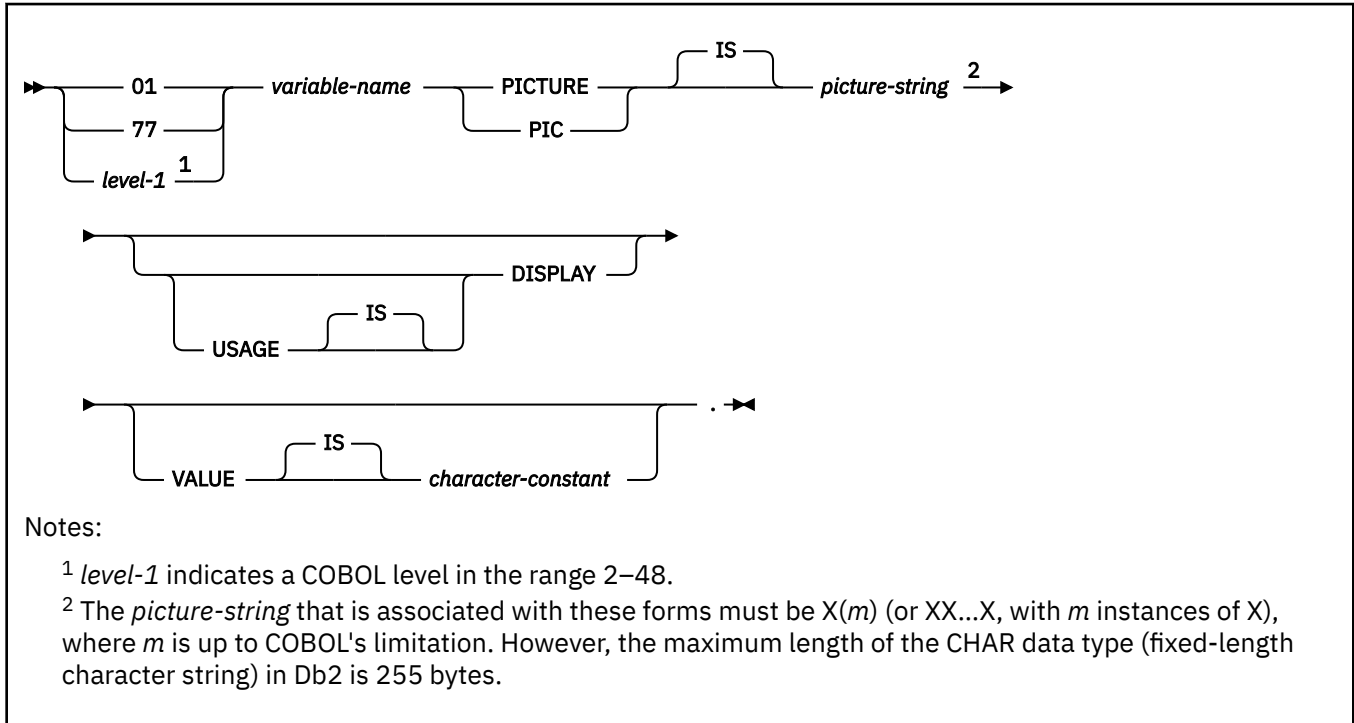 IS
01 variable-name PICTURE picture-string 2
77 PIC
level-1 1
DISPLAY
IS
USAGE
.
IS
VALUE character-constant
Notes:
1 level-1 indicates a COBOL level in the range 2–48.
2 The picture-string that is associated with these forms must be X(m) (or XX...X, with m instances of X),
where m is up to COBOL's limitation. However, the maximum length of the CHAR data type (fixed-length
character string) in Db2 is 255 bytes.